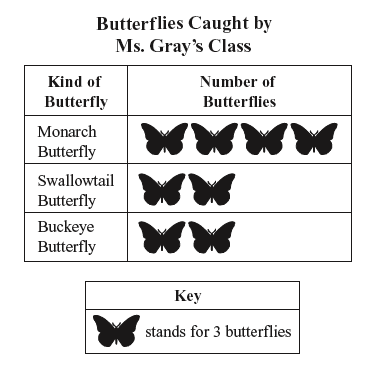 Butterflies Caught by
Ms. Gray's Class
Kind of
Butterfly
Number of
Butterflies
Monarch
Butterfly
Swallowtail
Butterfly
Buckeye
Butterfly
Key
stands for 3 butterflies